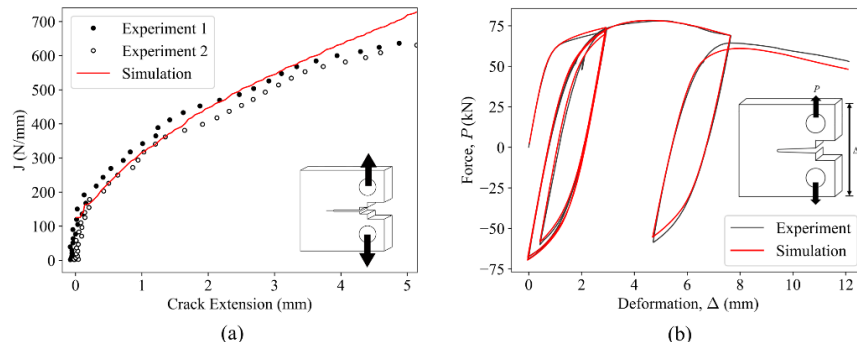 700
600
500
400
300
200
100
0
J (N/mm)
Experiment 1
Experiment 2
Simulation
0
1
2
3
4
5
Crack Extension (mm)
(a)
75
50
25
0
−25
−50
−75
Force, P (kN)
P
Δ
Experiment
Simulation
0
2
4
6
8
10
12
Deformation, Δ (mm)
(b)